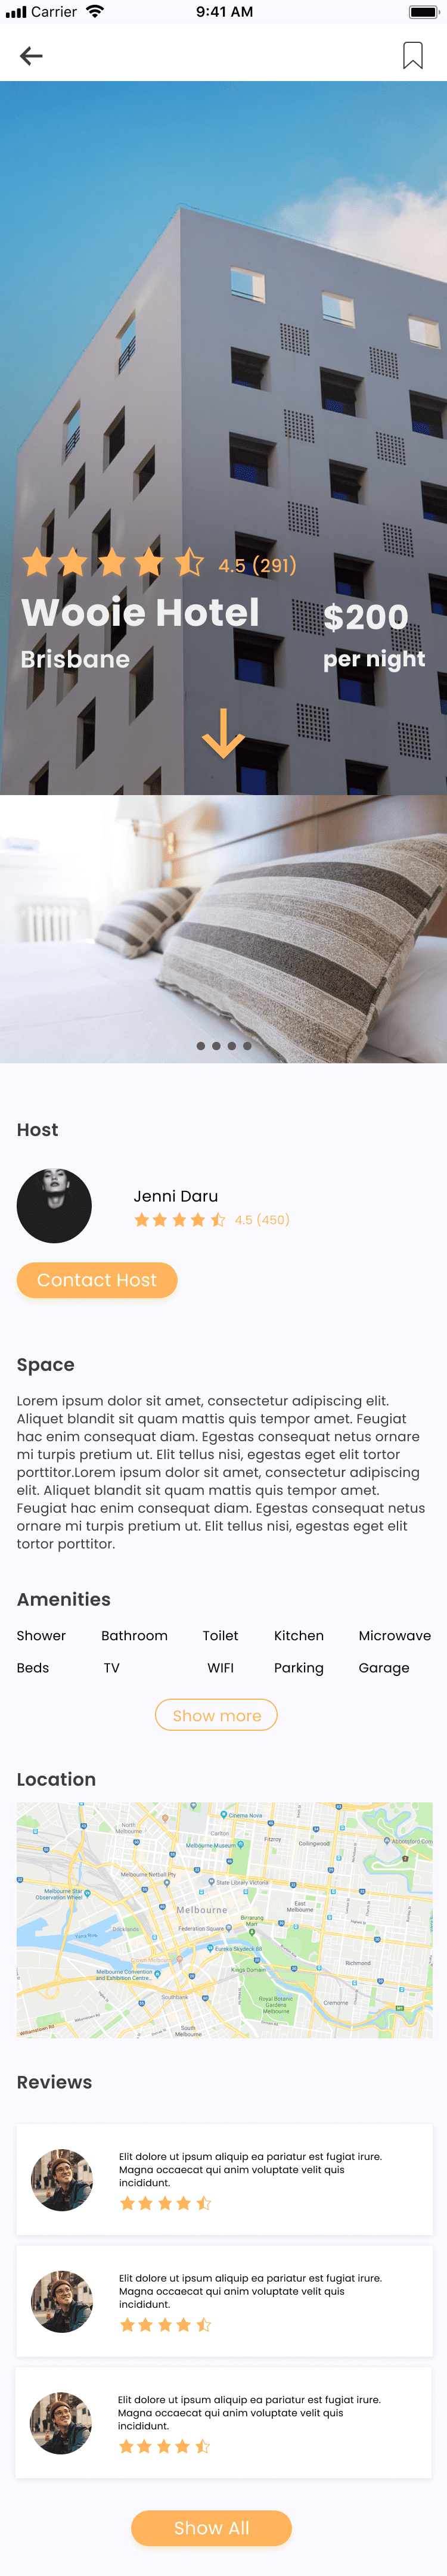 Carrier
9:41 AM
4.5 (291)
Wooie Hotel
$200
Brisbane
per night
Host
Jenni Daru
4.5 (450)
Contact Host
Space
Lorem ipsum dolor sit amet, consectetur adipiscing elit.
Aliquet blandit sit quam mattis quis tempor amet. Feugiat
hac enim consequat diam. Egestas consequat netus ornare
mi turpis pretium ut. Elit tellus nisi, egestas eget elit tortor
porttitor.Lorem ipsum dolor sit amet, consectetur adipiscing
elit. Aliquet blandit sit quam mattis quis tempor amet.
Feugiat hac enim consequat diam. Egestas consequat netus
ornare mi turpis pretium ut. Elit tellus nisi, egestas eget elit
tortor porttitor.
Amenities
Shower Bathroom Toilet Kitchen Microwave
Beds TV WIFI Parking Garage
Show more
Location
Cinema Nova
North
Melbourne
Carlton
Melbourne Museum
Fitzroy
Collingwood
Abbotsford Con
Melbourne Netball Pty
State Library Victoria
Melbourne Star
Observation Wheel
Melbourne
East
Melbourne
Birrarung
Marr
Federation Square
Docklands
Eureka Skydeck 88
Richmond
Melbourne Convention
and Exhibition Centre...
Kings Domain
Southbank
Royal Botanic
Gardens
Melbourne
Cremorne
South
Melbourne
Reviews
Elit dolore ut ipsum aliquip ea pariatur est fugiat irure.
Magna occaecat qui anim voluptate velit quis
incididunt.
Elit dolore ut ipsum aliquip ea pariatur est fugiat irure.
Magna occaecat qui anim voluptate velit quis
incididunt.
Elit dolore ut ipsum aliquip ea pariatur est fugiat irure.
Magna occaecat qui anim voluptate velit quis
incididunt.
Show All